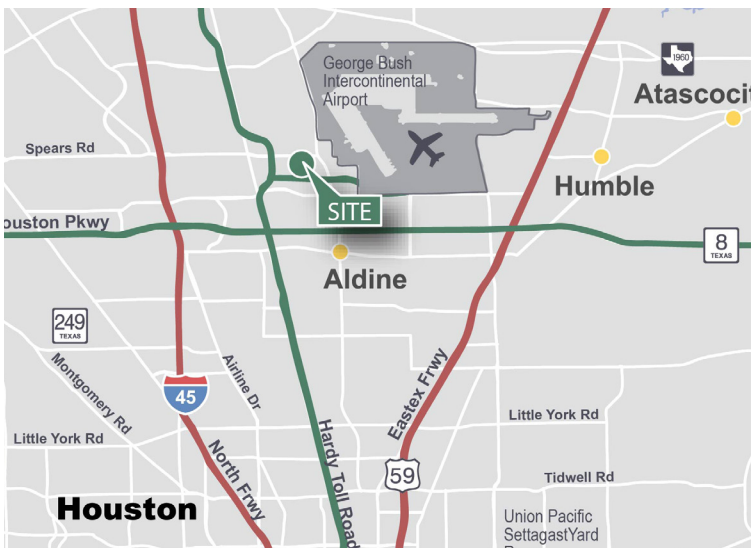 George Bush
Intercontinental
Airport
1960
Atascocit
Spears Rd
Humble
SITE
ouston Pkwy
8
TEXAS
Aldine
249
TEXAS
Montgomery Rd
Airline Dr
45
Eastex Frwy
Little York Rd
Little York Rd
North Frwy
Hardy Toll Road
59
Tidwell Rd
Houston
Union Pacific
SettagastYard